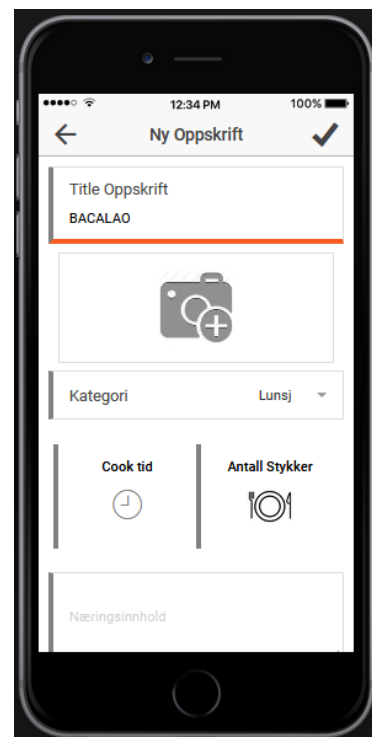 12:34 PM
100%
Ny Oppskrift
Title Oppskrift
BACALAO
Kategori
Lunsj
Cook tid
Antall Stykker
Næringsinnhold